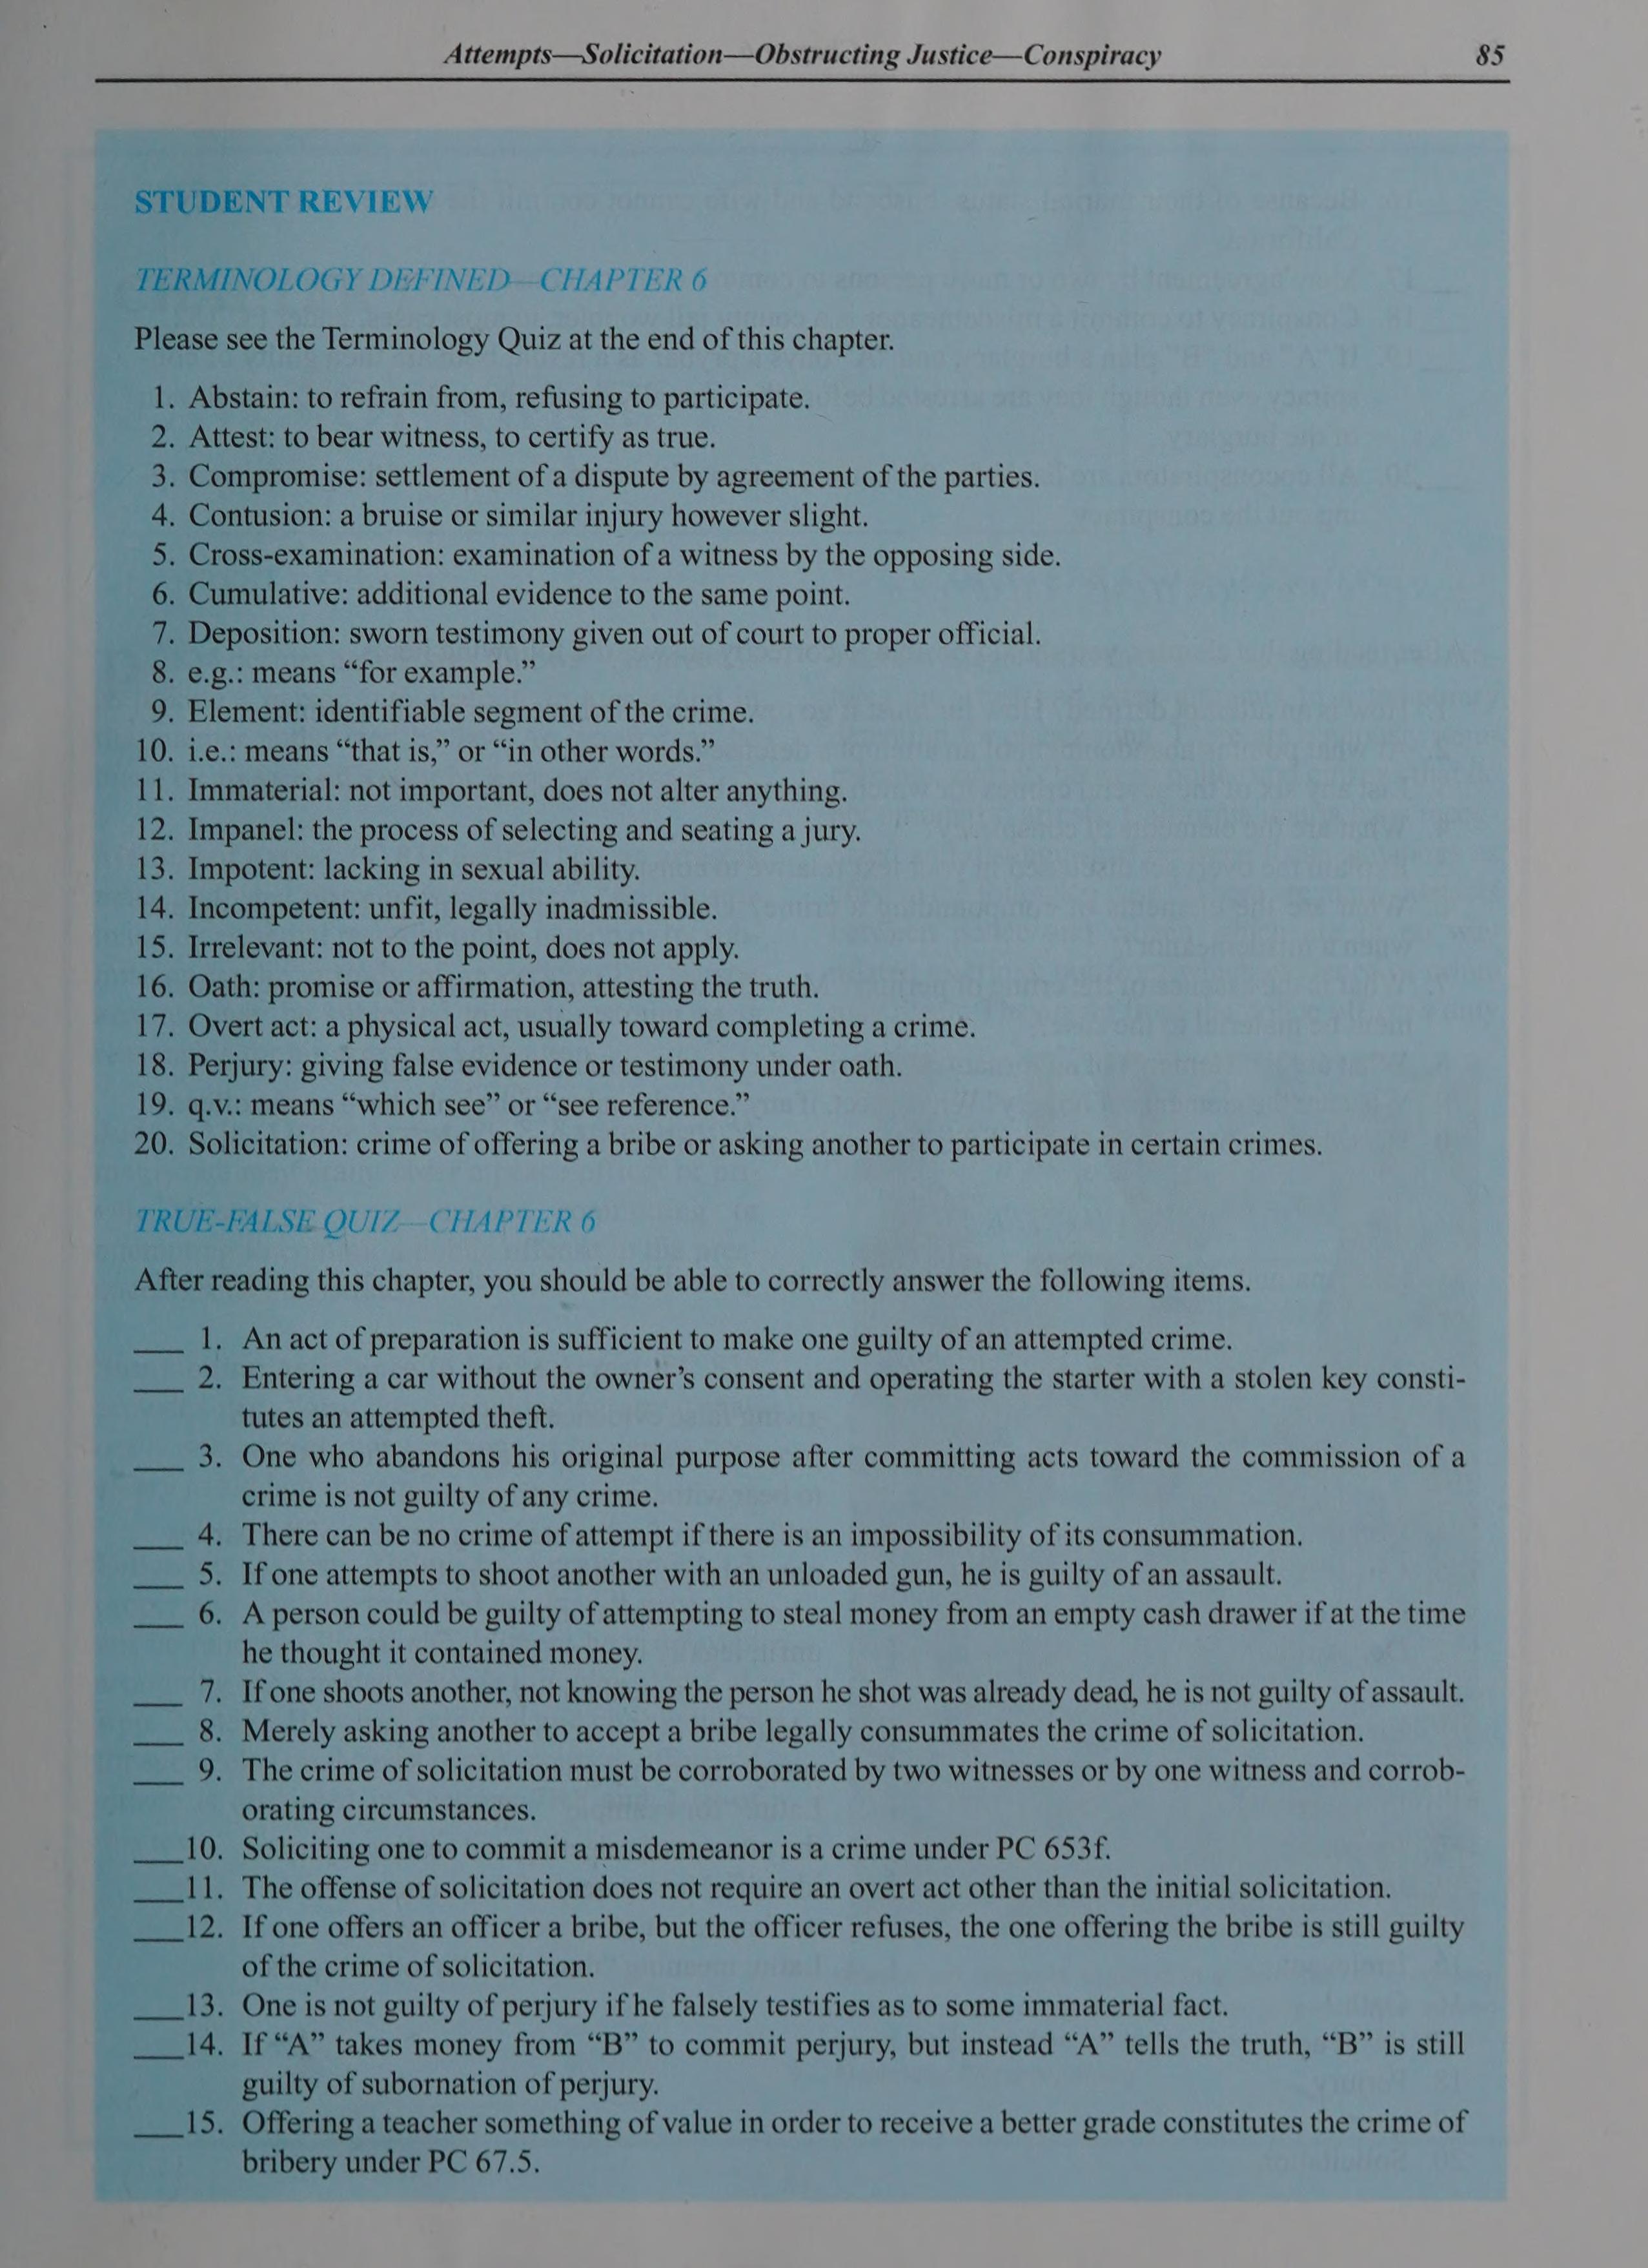 Attempts—Solicitation—Obstructing Justice—Conspiracy 85
STUDENT REVIEW
TERMINOLOGY DEFINED—CHAPTER 6
Please see the Terminology Quiz at the end of this chapter.
1. Abstain: to refrain from, refusing to participate.
2. Attest: to bear witness, to certify as true.
3. Compromise: settlement of a dispute by agreement of the parties.
4. Contusion: a bruise or similar injury however slight.
5. Cross-examination: examination of a witness by the opposing side.
6. Cumulative: additional evidence to the same point.
7. Deposition: sworn testimony given out of court to proper official.
8. e.g.: means “for example.”
9. Element: identifiable segment of the crime.
10. i.e.: means “that is,” or “in other words.”
11. Immaterial: not important, does not alter anything.
12. Impanel: the process of selecting and seating a jury.
13. Impotent: lacking in sexual ability.
14. Incompetent: unfit, legally inadmissible.
15. Irrelevant: not to the point, does not apply.
16. Oath: promise or affirmation, attesting the truth.
17. Overt act: a physical act, usually toward completing a crime.
18. Perjury: giving false evidence or testimony under oath.
19. q.v.: means “which see” or “see reference.”
20. Solicitation: crime of offering a bribe or asking another to participate in certain crimes.
TRUE-FALSE QUIZ—CHAPTER 6
After reading this chapter, you should be able to correctly answer the following items.
___ 1. An act of preparation is sufficient to make one guilty of an attempted crime.
___ 2. Entering a car without the owner’s consent and operating the starter with a stolen key consti-
tutes an attempted theft.
___ 3. One who abandons his original purpose after committing acts toward the commission of a
crime is not guilty of any crime.
___ 4. There can be no crime of attempt if there is an impossibility of its consummation.
___ 5. If one attempts to shoot another with an unloaded gun, he is guilty of an assault.
___ 6. A person could be guilty of attempting to steal money from an empty cash drawer if at the time
he thought it contained money.
___ 7. If one shoots another, not knowing the person he shot was already dead, he is not guilty of assault.
___ 8. Merely asking another to accept a bribe legally consummates the crime of solicitation.
___ 9. The crime of solicitation must be corroborated by two witnesses or by one witness and corrob-
orating circumstances.
___10. Soliciting one to commit a misdemeanor is a crime under PC 653f.
___11. The offense of solicitation does not require an overt act other than the initial solicitation.
___12. If one offers an officer a bribe, but the officer refuses, the one offering the bribe is still guilty
of the crime of solicitation.
___13. One is not guilty of perjury if he falsely testifies as to some immaterial fact.
___14. If “A” takes money from “B” to commit perjury, but instead “A” tells the truth, “B” is still
guilty of subornation of perjury.
___15. Offering a teacher something of value in order to receive a better grade constitutes the crime of
bribery under PC 67.5.